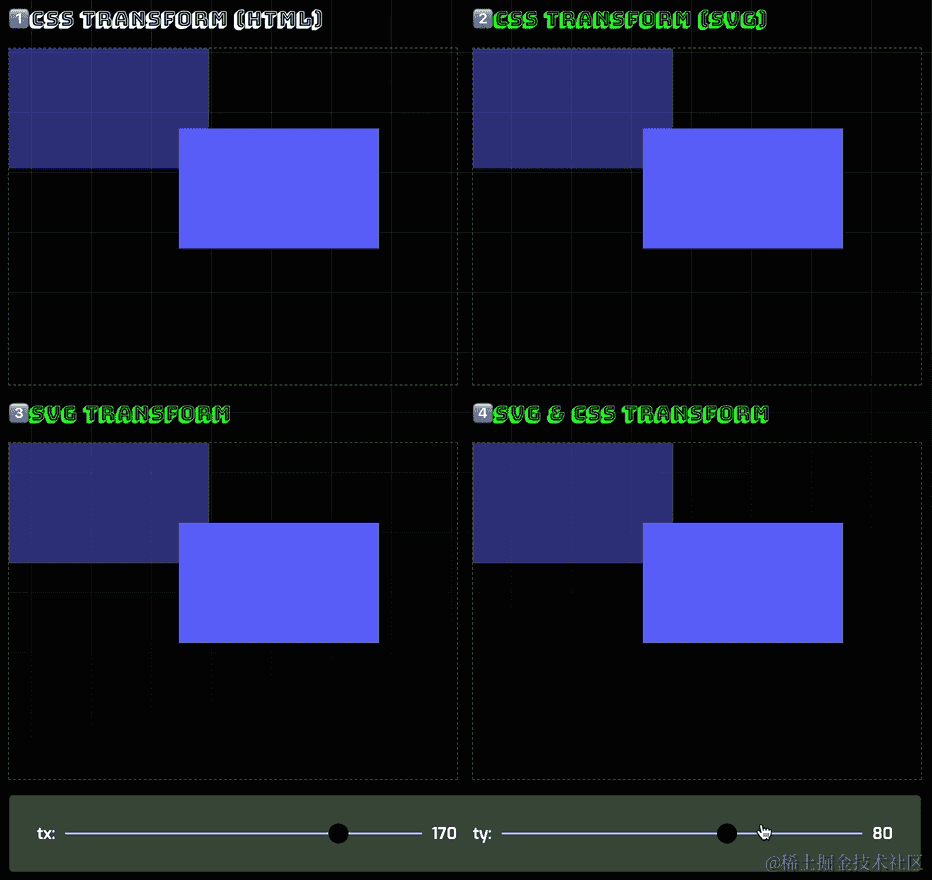 1 CSS TRANSFORM (HTML)
2 CSS TRANSFORM (SVG)
3 SVG TRANSFORM
4 SVG & CSS TRANSFORM
tx: 170 ty: 80
@稀土掘金技术社区